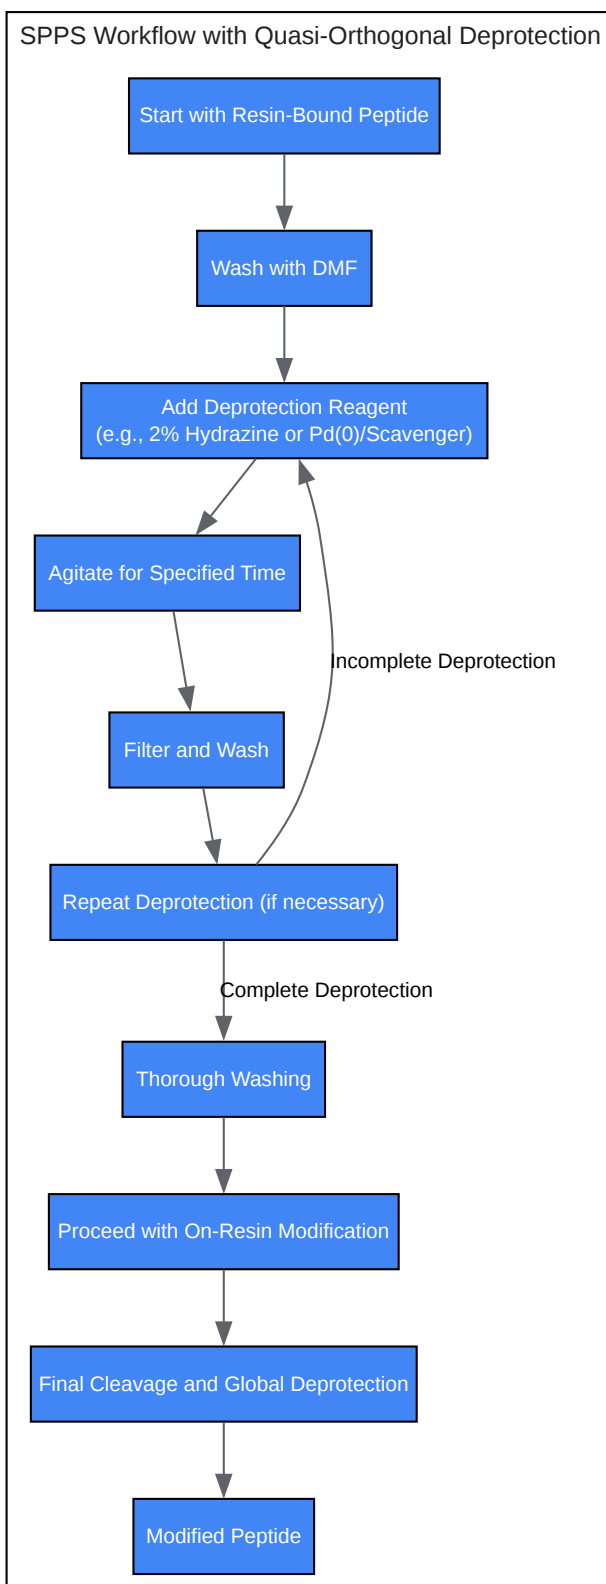 SPPS Workflow with Quasi-Orthogonal Deprotection
Start with Resin-Bound Peptide
Wash with DMF
Add Deprotection Reagent
(e.g., 2% Hydrazine or Pd(0)/Scavenger)
Agitate for Specified Time
Incomplete Deprotection
Filter and Wash
Repeat Deprotection (if necessary)
Complete Deprotection
Thorough Washing
Proceed with On-Resin Modification
Final Cleavage and Global Deprotection
Modified Peptide